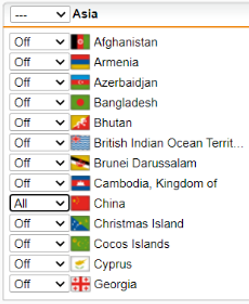 --- Asia
Off Afghanistan
Off Armenia
Off Azerbaidjan
Off Bangladesh
Off Bhutan
Off British Indian Ocean Territ...
Off Brunei Darussalam
Off Cambodia, Kingdom of
All China
Off Christmas Island
Off Cocos Islands
Off Cyprus
Off Georgia